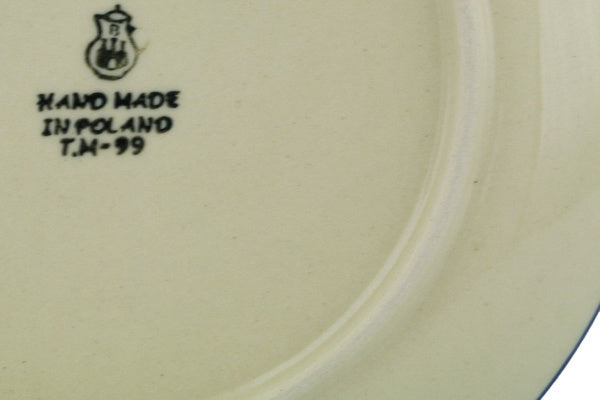 B
HAND MADE
IN POLAND
T.M-99